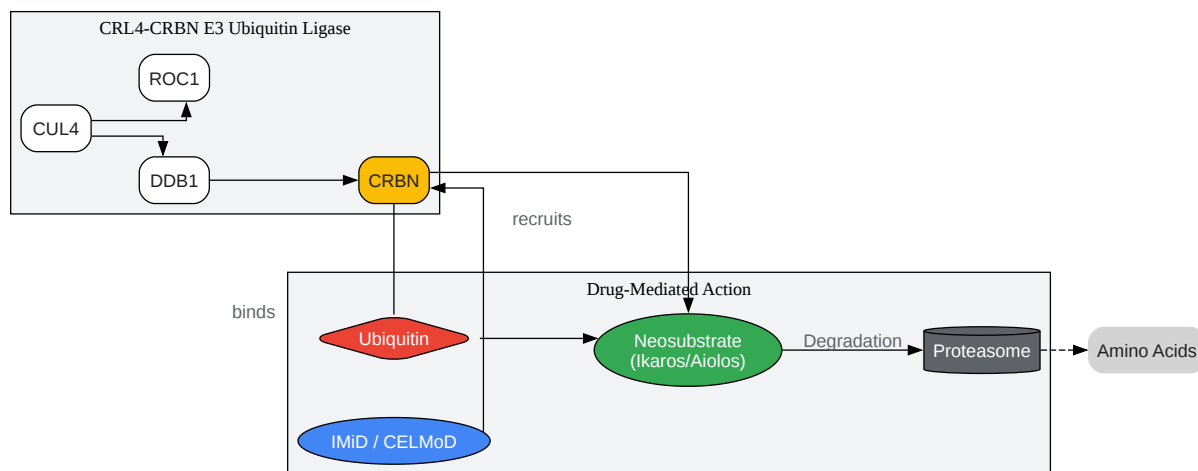 CRL4-CRBN E3 Ubiquitin Ligase
ROC1
CUL4
DDB1
CRBN
recruits
binds
Drug-Mediated Action
Ubiquitin
Neosubstrate
(Ikaros/Aiolos)
Degradation
Proteasome
Amino Acids
IMiD / CELMoD